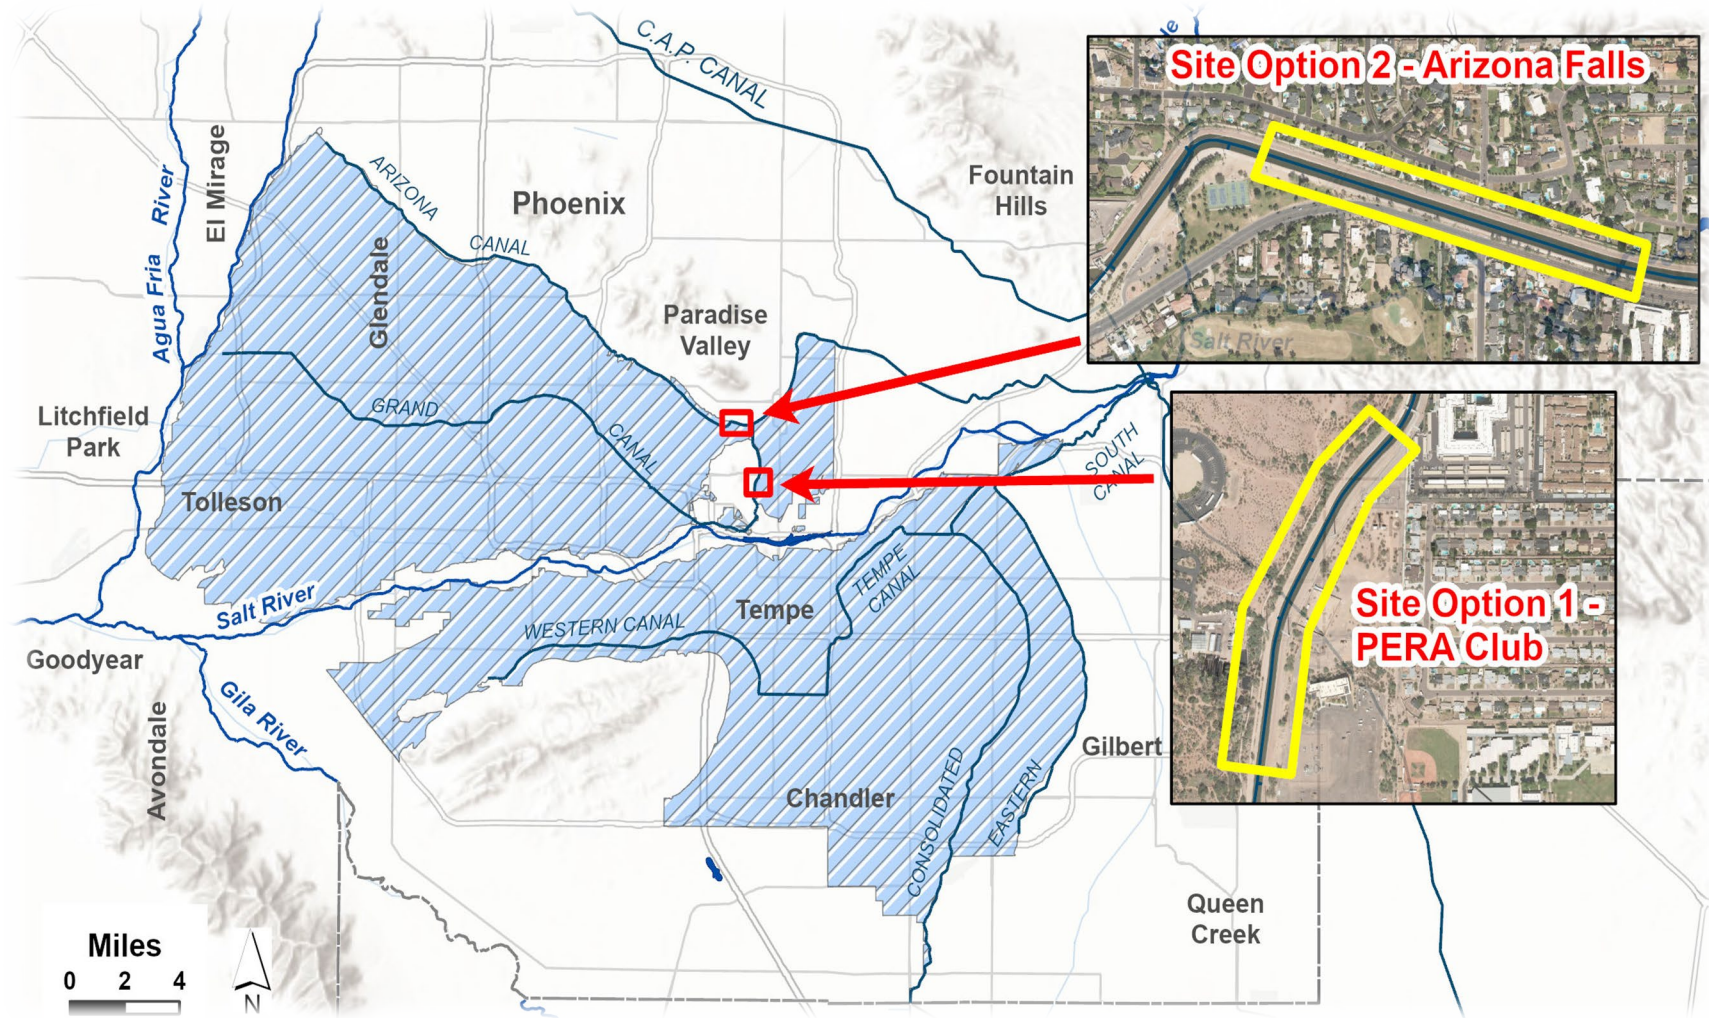 C.A.P. CANAL
le
Site Option 2 - Arizona Falls
El Mirage
Agua Fria River
ARIZONA
CANAL
Phoenix
Fountain
Hills
Glendale
Paradise
Valley
Salt River
Litchfield
Park
GRAND
CANAL
SOUTH
CANAL
Tolleson
TEMPE
CANAL
Salt River
Tempe
WESTERN CANAL
Site Option 1 -
PERA Club
Goodyear
Gila River
Avondale
Gilbert
Chandler
CONSOLIDATED
EASTERN
Queen
Creek
Miles
0 2 4
N